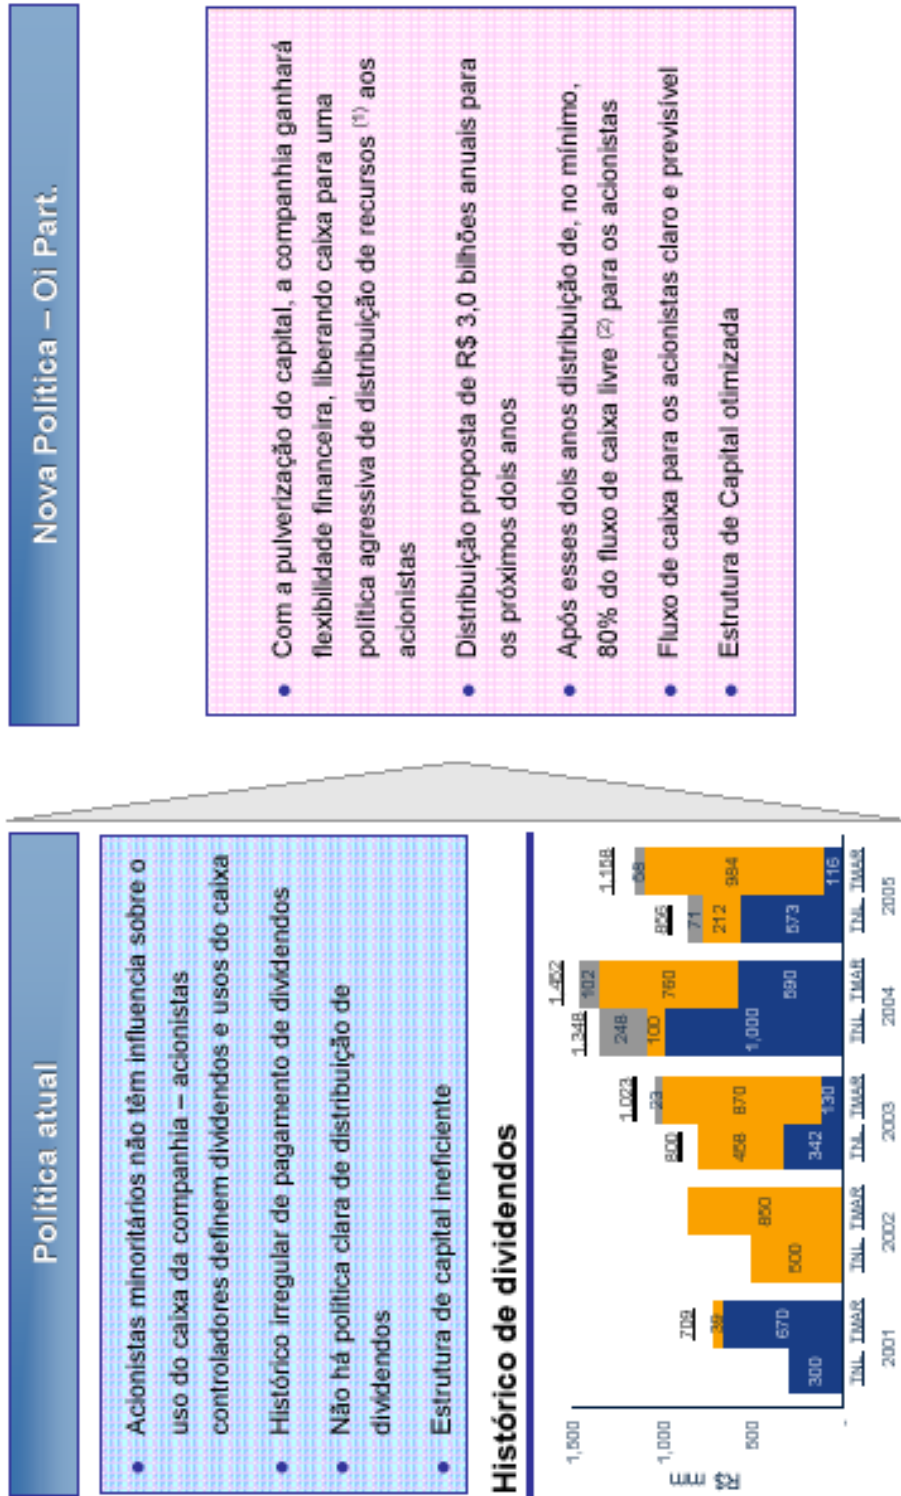 Política atual
• Acionistas minoritários não têm influencia sobre o
uso do caixa da companhia – acionistas
controladores definem dividendos e usos do caixa
• Histórico irregular de pagamento de dividendos
• Não há política clara de distribuição de
dividendos
• Estrutura de capital ineficiente
Histórico de dividendos
R$ mm
1,500
1,000
500
-
300
709
39
670
500
850
800
458
342
1.023
23
870
130
1.348
248
100
1,000
1.452
102
760
590
856
71
212
573
1.158
58
984
116
TNL TMAR TNL TMAR TNL TMAR TNL TMAR TNL TMAR
2001 2002 2003 2004 2005
Nova Política – Oi Part.
• Com a pulverização do capital, a companhia ganhará
flexibilidade financeira, liberando caixa para uma
política agressiva de distribuição de recursos (1) aos
acionistas
• Distribuição proposta de R$ 3,0 bilhões anuais para
os próximos dois anos
• Após esses dois anos distribuição de, no mínimo,
80% do fluxo de caixa livre (2) para os acionistas
• Fluxo de caixa para os acionistas claro e previsível
• Estrutura de Capital otimizada